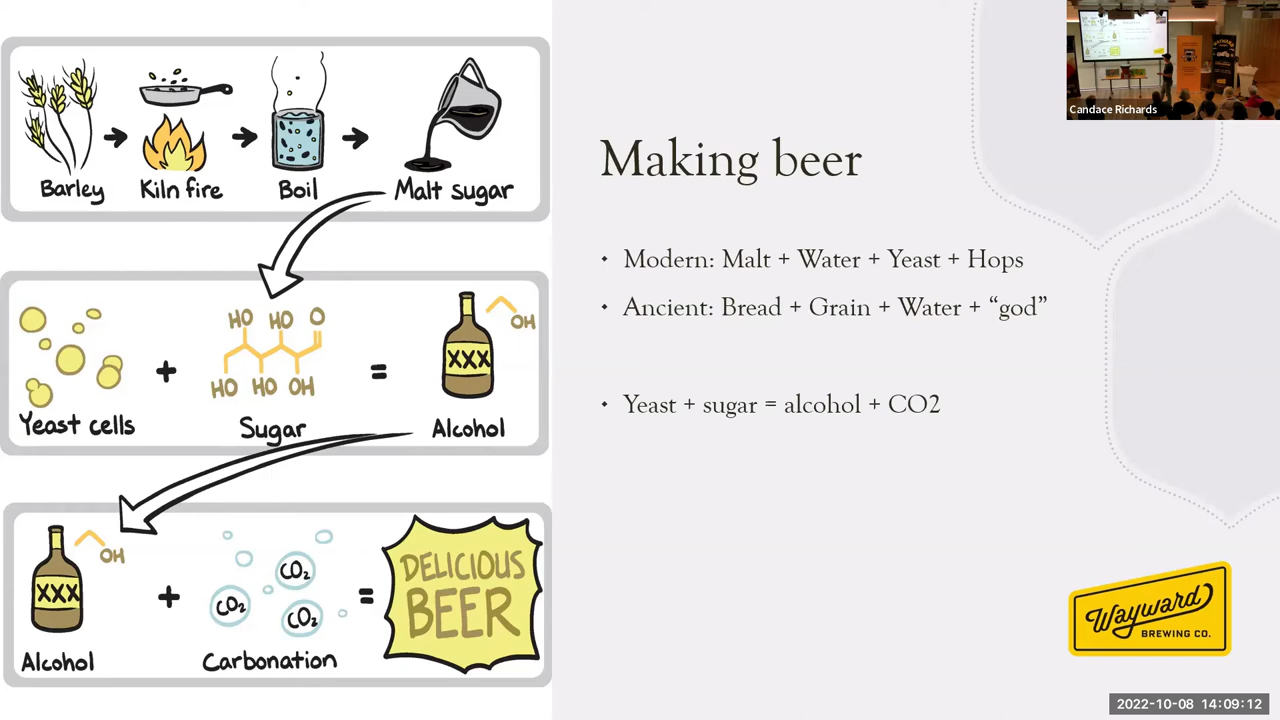 Barley
Kiln fire
Boil
Malt sugar
HO HO O
HO HO OH
XXX
OH
+
=
Yeast cells
Sugar
Alcohol
XXX
OH
+
CO2
CO2
CO2
=
DELICIOUS
BEER
Alcohol
Carbonation
Making beer
• Modern: Malt + Water + Yeast + Hops
• Ancient: Bread + Grain + Water + “god”
• Yeast + sugar = alcohol + CO2
Candace Richards
Wayward
BREWING CO.
2022-10-08 14:09:12